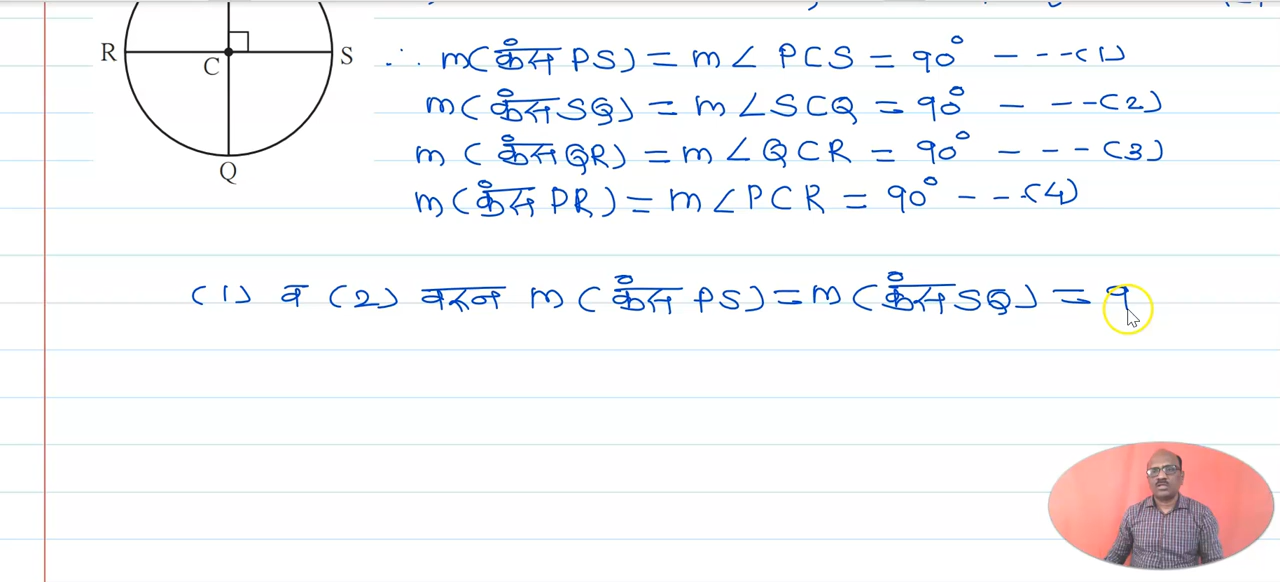 R
C
S
Q
∴ m(कंस PS) = m∠PCS = 90° ---(1)
m(कंस SQ) = m∠SCQ = 90° ---(2)
m(कंस QR) = m∠QCR = 90° ---(3)
m(कंस PR) = m∠PCR = 90° ---(4)
(1) व (2) वरून m(कंस PS) = m(कंस SQ) = 9